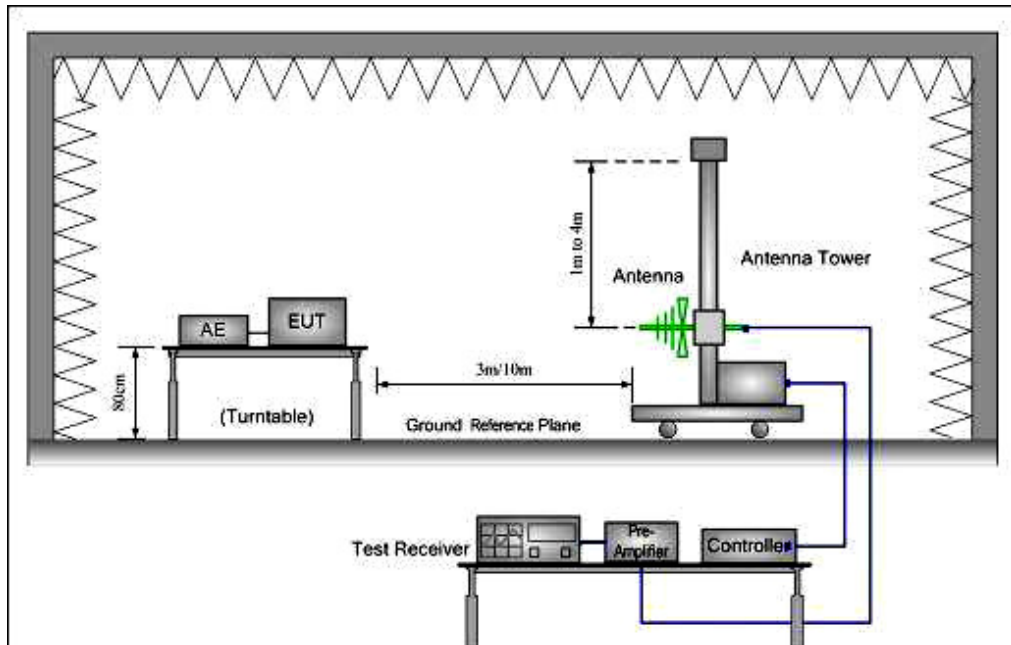 1m to 4m
Antenna
Antenna Tower
AE
EUT
80cm
3m/10m
(Turntable)
Ground Reference Plane
Test Receiver
Pre-
Amplifier
Controller